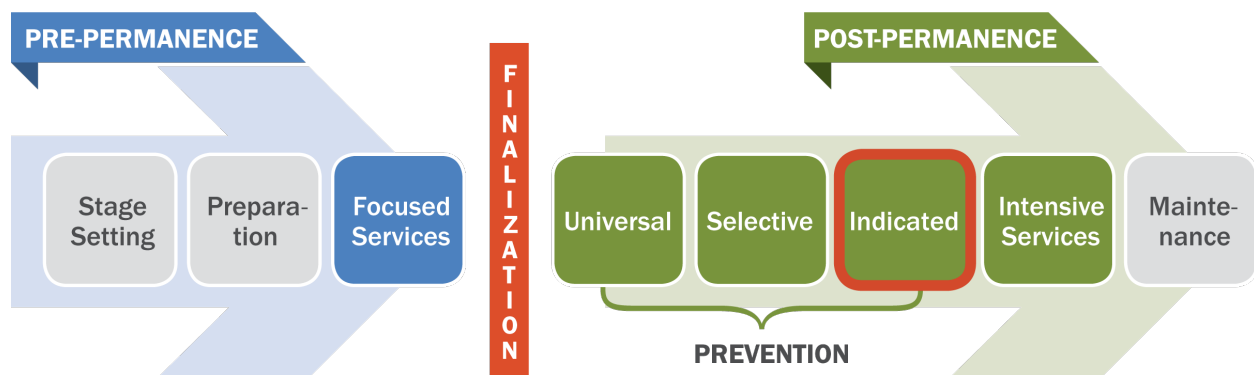 PRE-PERMANENCE
Stage
Setting
Prepara-
tion
Focused
Services
FINALIZATION
POST-PERMANENCE
Universal
Selective
Indicated
Intensive
Services
Mainte-
nance
PREVENTION